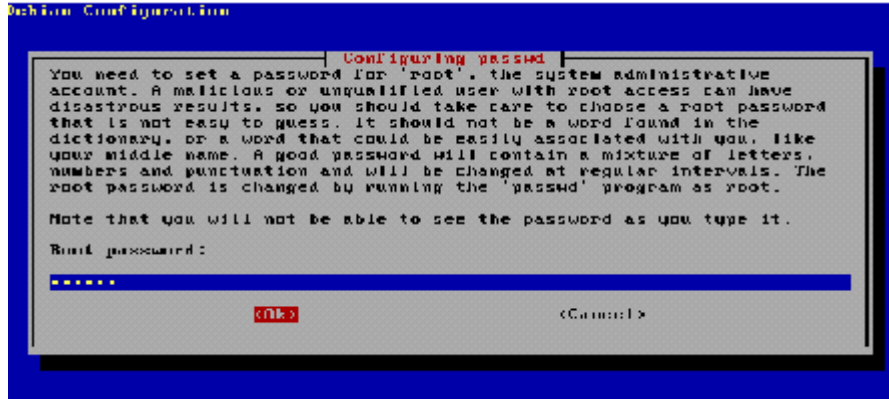 Debian Configuration
Configuring passwd
You need to set a password for 'root', the system administrative
account. A malicious or unqualified user with root access can have
disastrous results, so you should take care to choose a root password
that is not easy to guess. It should not be a word found in the
dictionary, or a word that could be easily associated with you, like
your middle name. A good password will contain a mixture of letters,
numbers and punctuation and will be changed at regular intervals. The
root password is changed by running the 'passwd' program as root.
Note that you will not be able to see the password as you type it.
Root password:
******
<Ok> <Cancel>